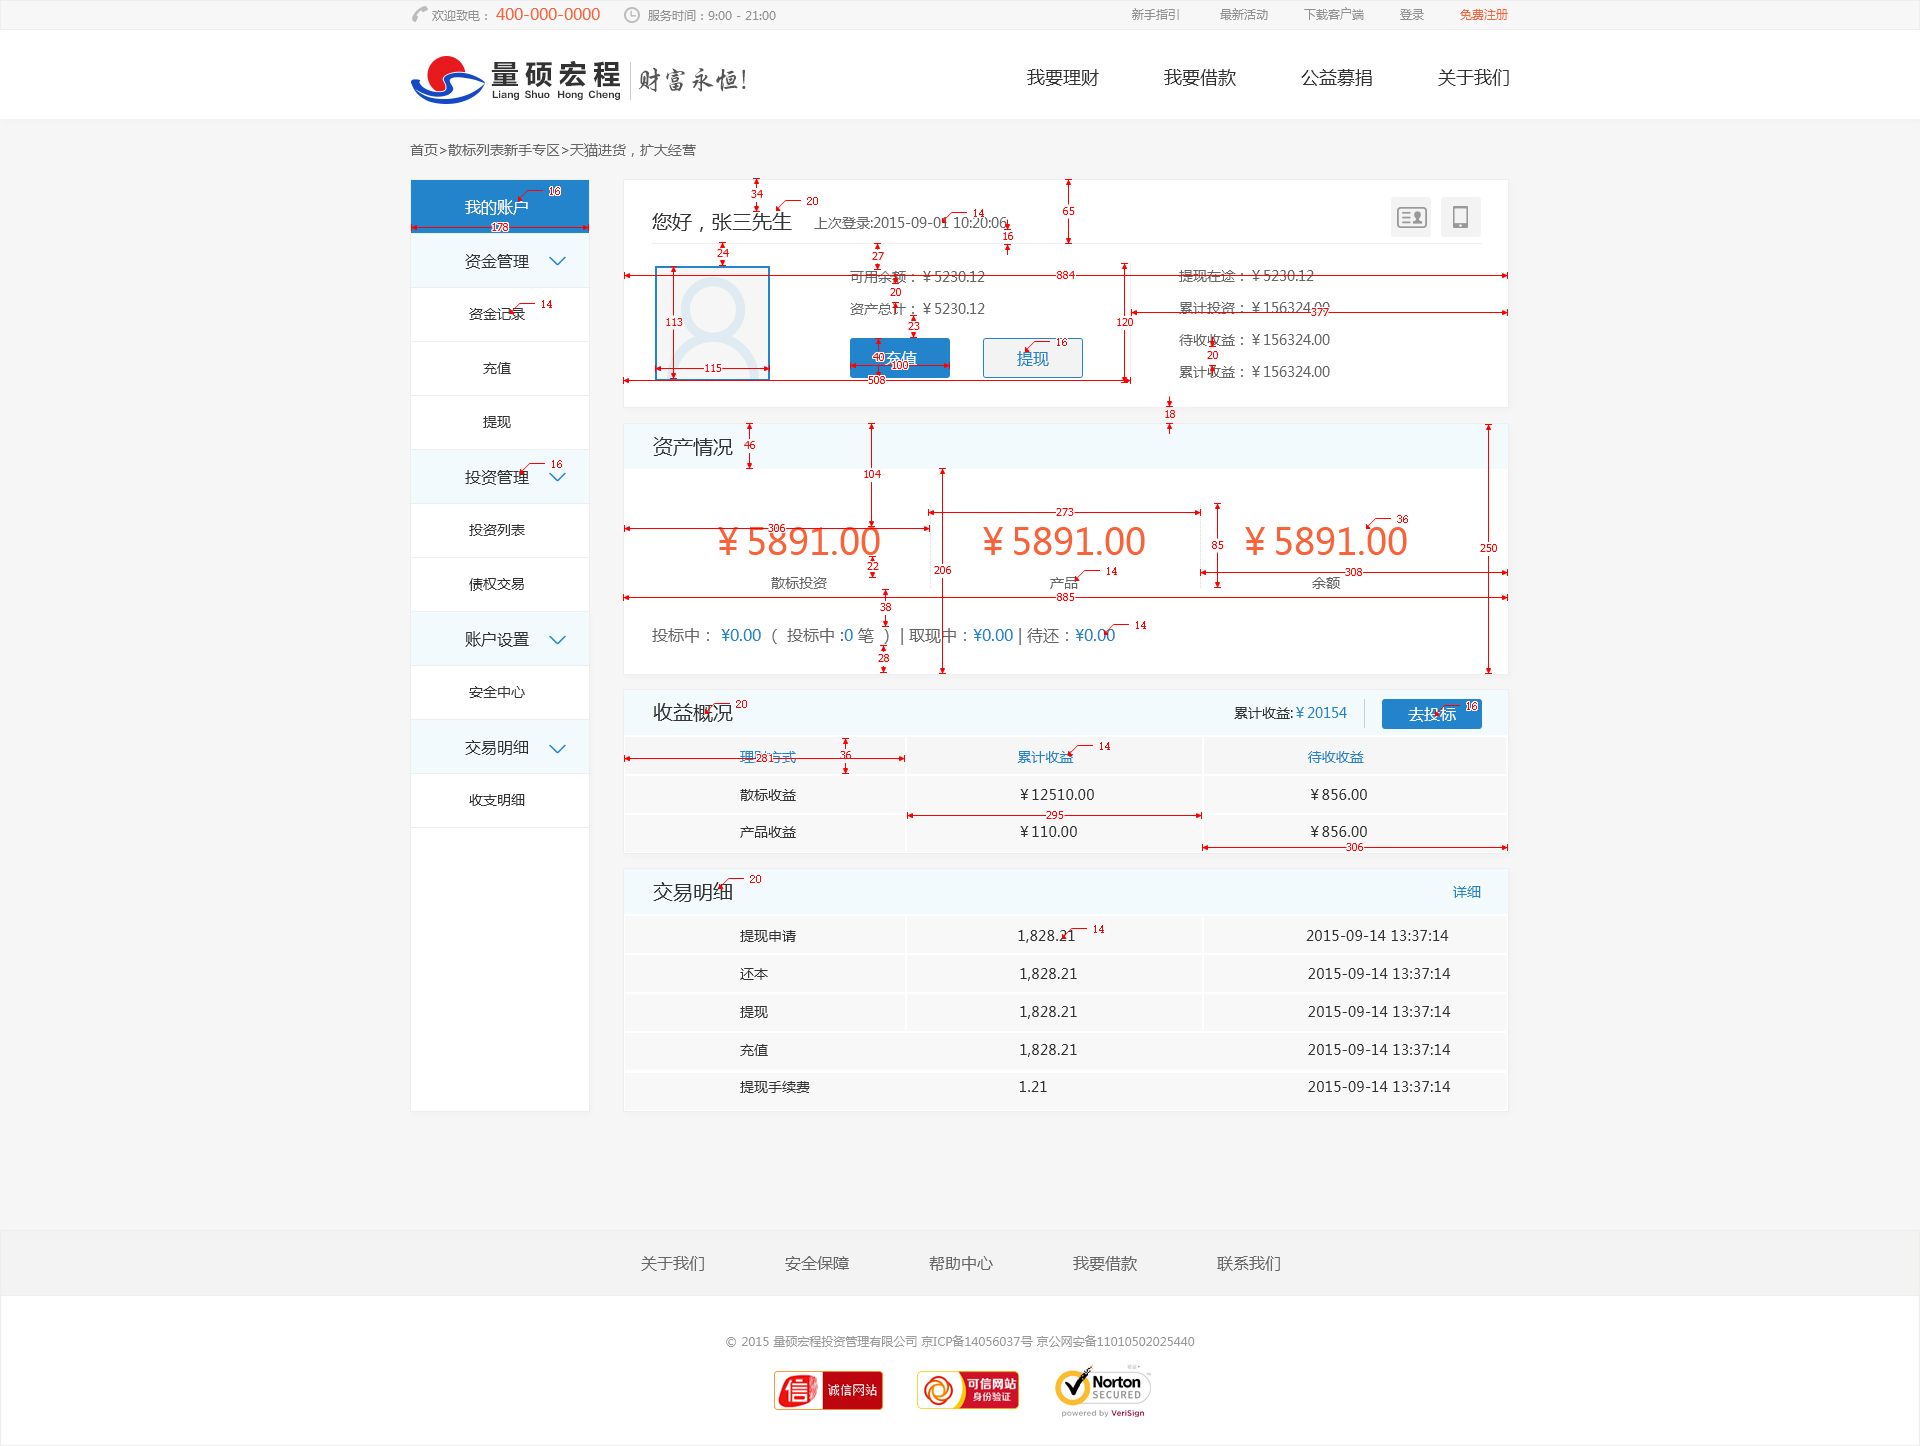 欢迎致电： 400-000-0000 服务时间：9:00 - 21:00 新手指引 最新活动 下载客户端 登录 免费注册
量硕宏程 财富永恒! 我要理财 我要借款 公益募捐 关于我们
Liang Shuo Hong Cheng
首页>散标列表新手专区>天猫进货，扩大经营
我的账户 16
178
资金管理
资金记录 14
充值
提现
投资管理 16
投资列表
债权交易
账户设置
安全中心
交易明细
收支明细
34 20 14 65
您好，张三先生 上次登录:2015-09-01 10:20:06
16
24 27 884
可用余额：￥5230.12 提现在途：￥5230.12
20
资产总计：￥5230.12 累计投资：￥156324.00
377
113 23 120
待收收益：￥156324.00
16
充值 提现
40 100 20
115
累计收益：￥156324.00
508
18
资产情况 46
104 250
306 273 36
￥5891.00 ￥5891.00 ￥5891.00
85
22 206 14 308
散标投资 产品 余额
885
38
投标中： ¥0.00 （ 投标中 :0 笔 ） | 取现中：¥0.00 | 待还：¥0.00 14
28
收益概况 20 累计收益:￥20154 去投标 16
理财方式 281 36 累计收益 14 待收收益
散标收益 ￥12510.00 ￥856.00
295
产品收益 ￥110.00 ￥856.00
306
交易明细 20 详细
提现申请 1,828.21 14 2015-09-14 13:37:14
还本 1,828.21 2015-09-14 13:37:14
提现 1,828.21 2015-09-14 13:37:14
充值 1,828.21 2015-09-14 13:37:14
提现手续费 1.21 2015-09-14 13:37:14
关于我们 安全保障 帮助中心 我要借款 联系我们
© 2015 量硕宏程投资管理有限公司 京ICP备14056037号 京公网安备11010502025440
信 诚信网站 可信网站 身份验证 Norton SECURED
powered by VeriSign